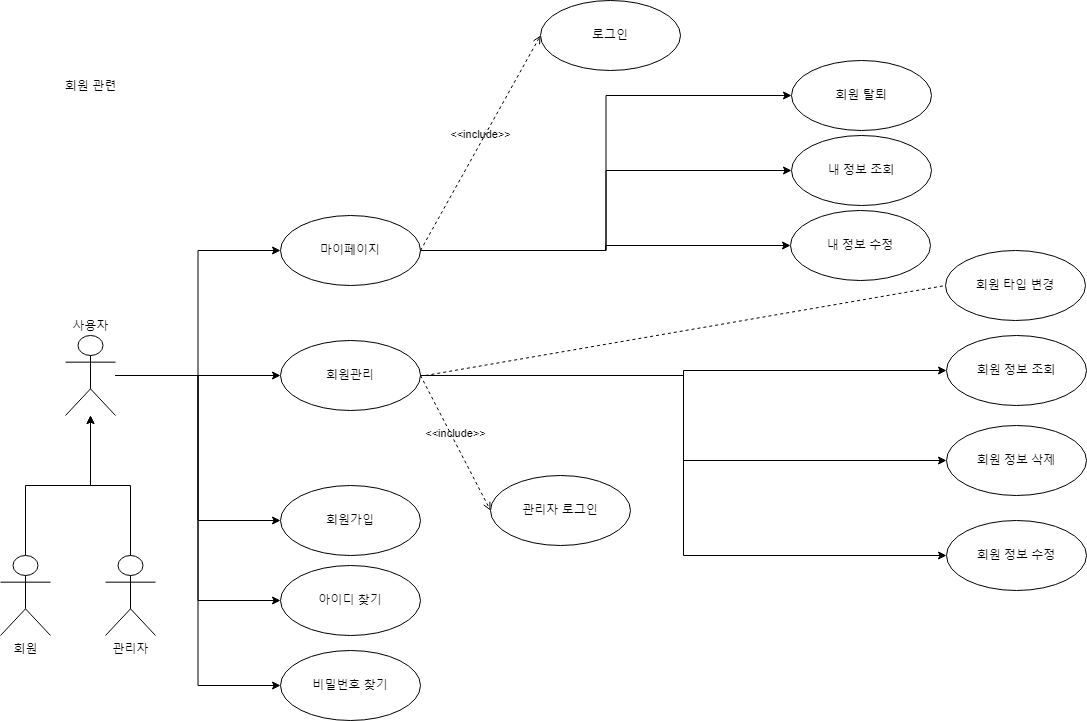 로그인
회원 관련
회원 탈퇴
<<include>>
내 정보 조회
마이페이지
내 정보 수정
회원 타입 변경
사용자
회원관리
회원 정보 조회
<<include>>
회원 정보 삭제
관리자 로그인
회원가입
회원 정보 수정
아이디 찾기
회원
관리자
비밀번호 찾기